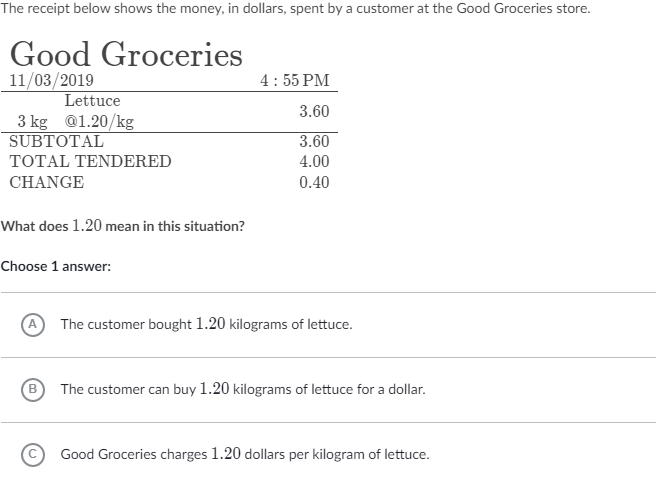 The receipt below shows the money, in dollars, spent by a customer at the Good Groceries store.
Good Groceries
11/03/2019 4 : 55 PM
Lettuce
3.60
3 kg @1.20/kg
SUBTOTAL 3.60
TOTAL TENDERED 4.00
CHANGE 0.40
What does 1.20 mean in this situation?
Choose 1 answer:
A The customer bought 1.20 kilograms of lettuce.
B The customer can buy 1.20 kilograms of lettuce for a dollar.
C Good Groceries charges 1.20 dollars per kilogram of lettuce.